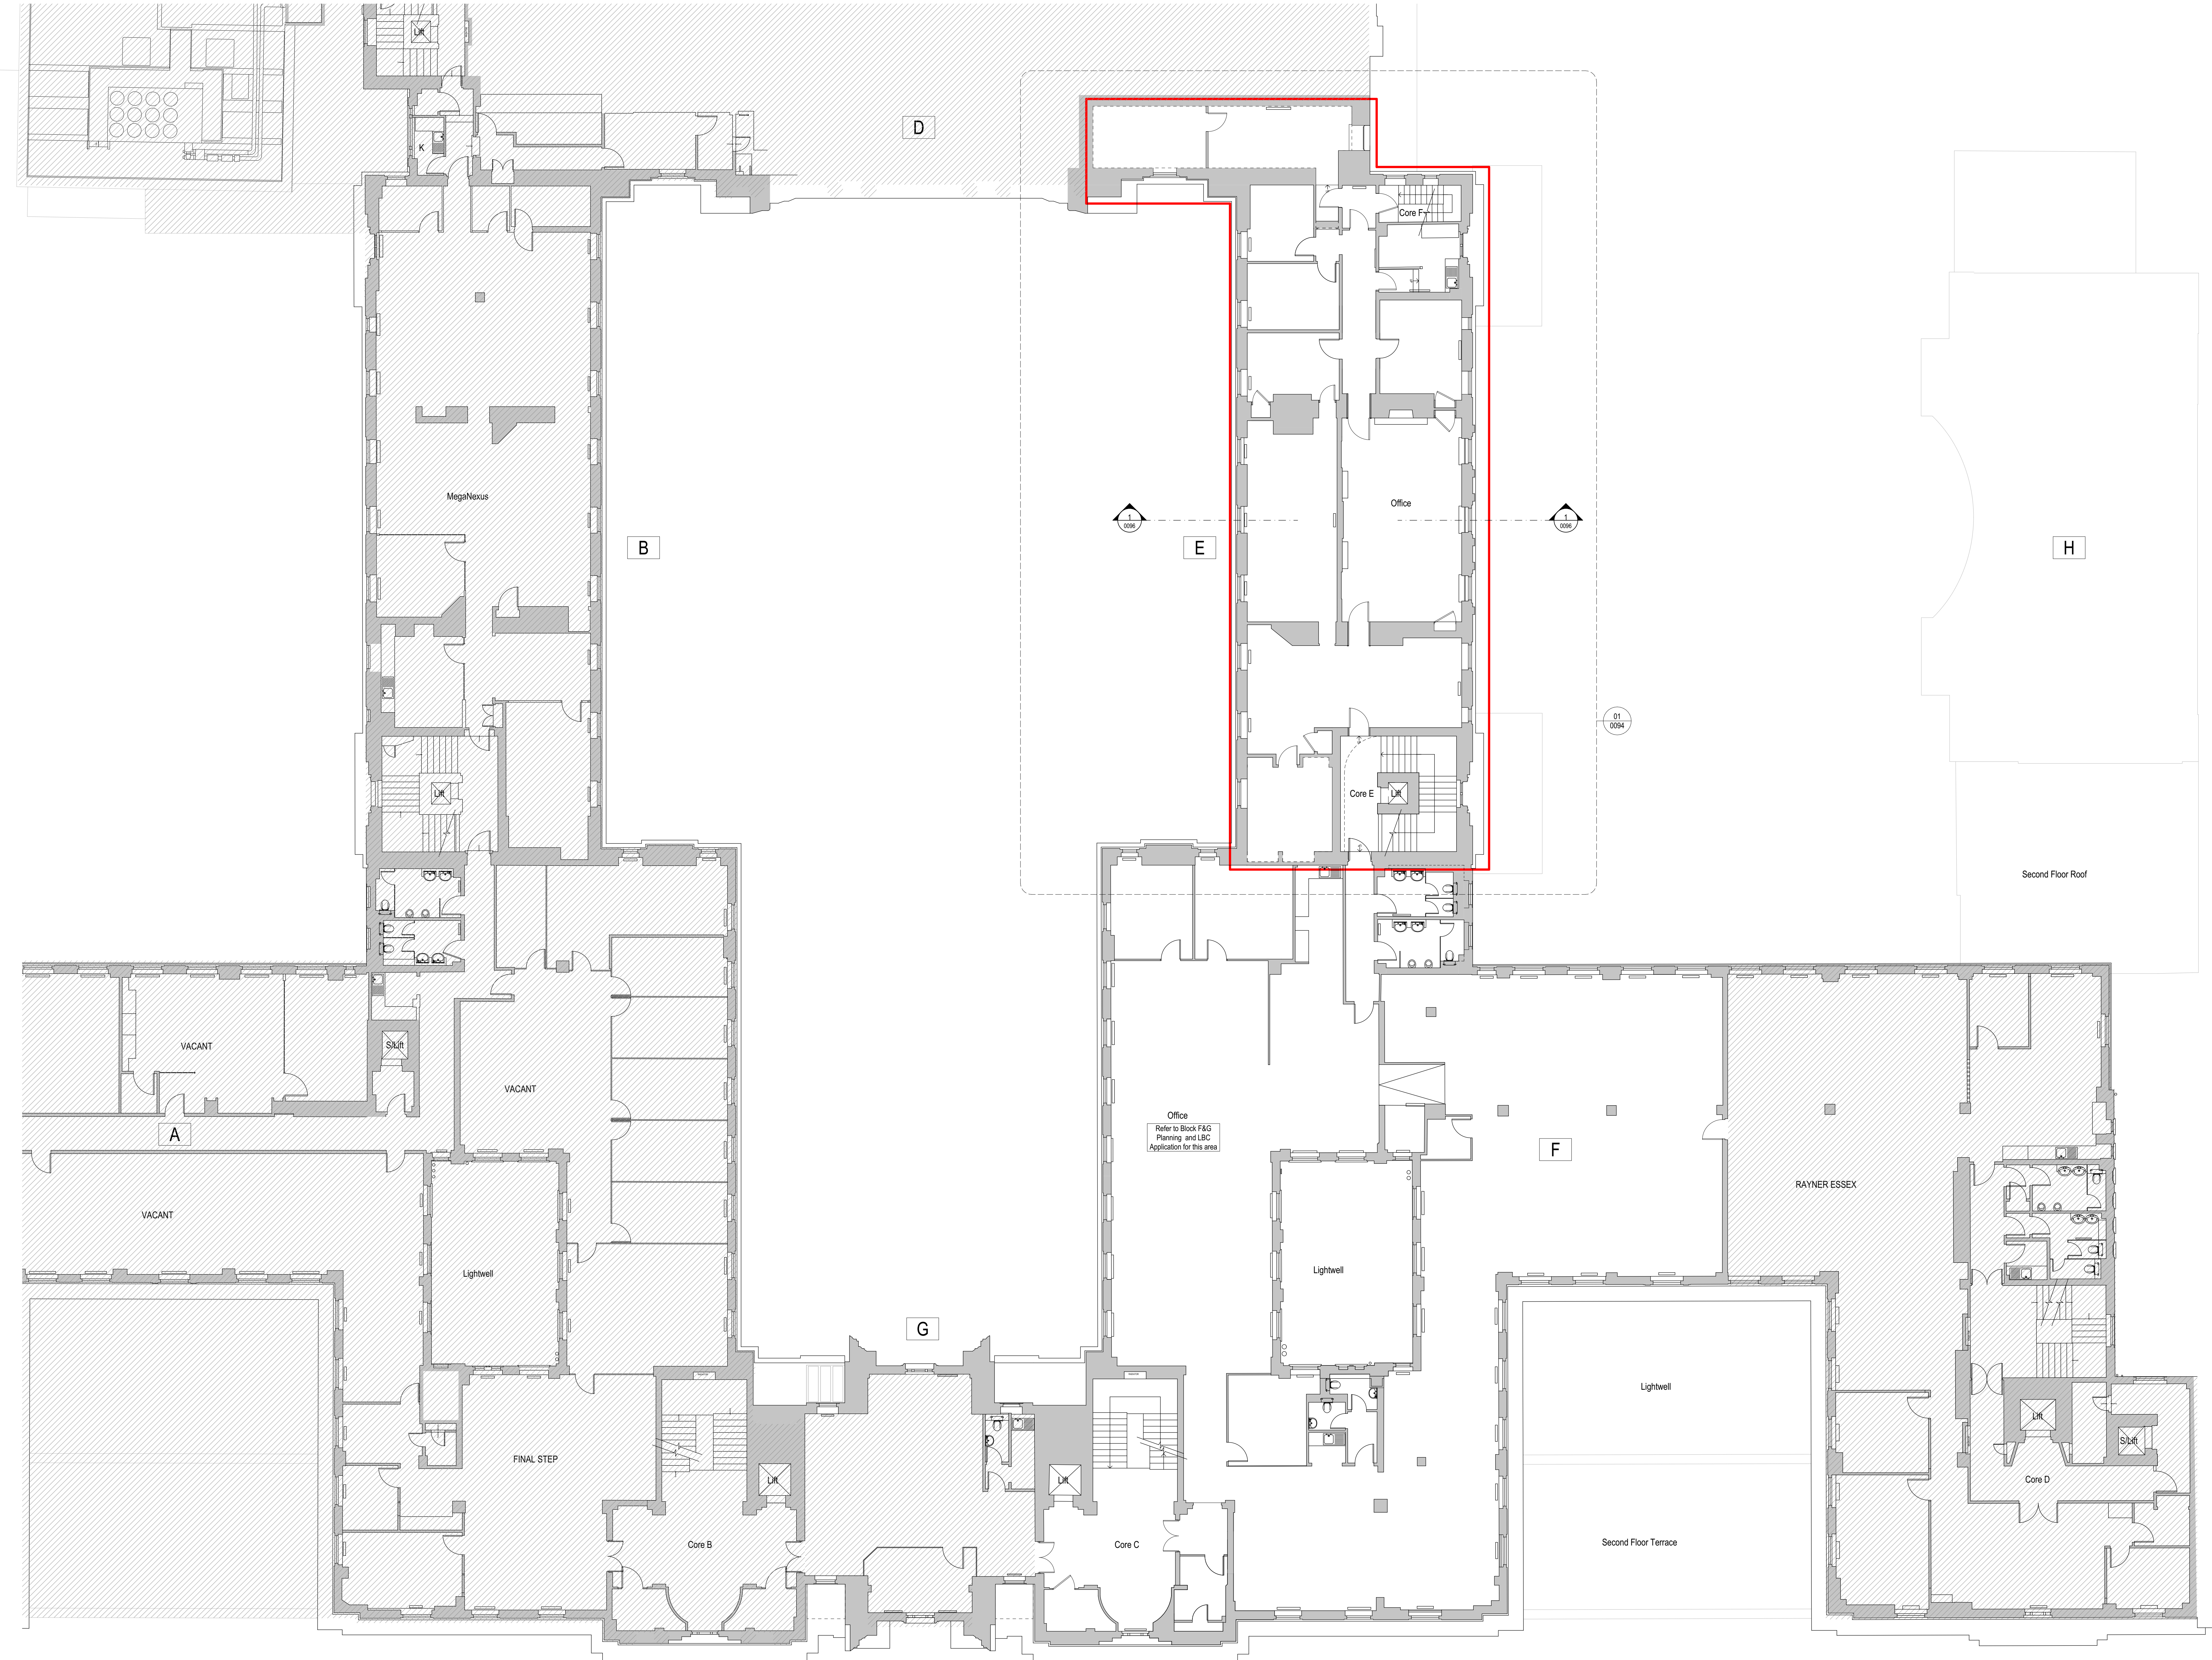 Lift
D
K
Core F
MegaNexus
Office
1
0096
1
0096
B
E
H
01
0094
Lift
Core E
Lift
Second Floor Roof
S/Lift
VACANT
VACANT
A
Office
Refer to Block F&G
Planning and LBC
Application for this area
F
RAYNER ESSEX
VACANT
Lightwell
Lightwell
G
Lightwell
Lift
S/Lift
FINAL STEP
Lift
Lift
Core D
Core B
Core C
Second Floor Terrace